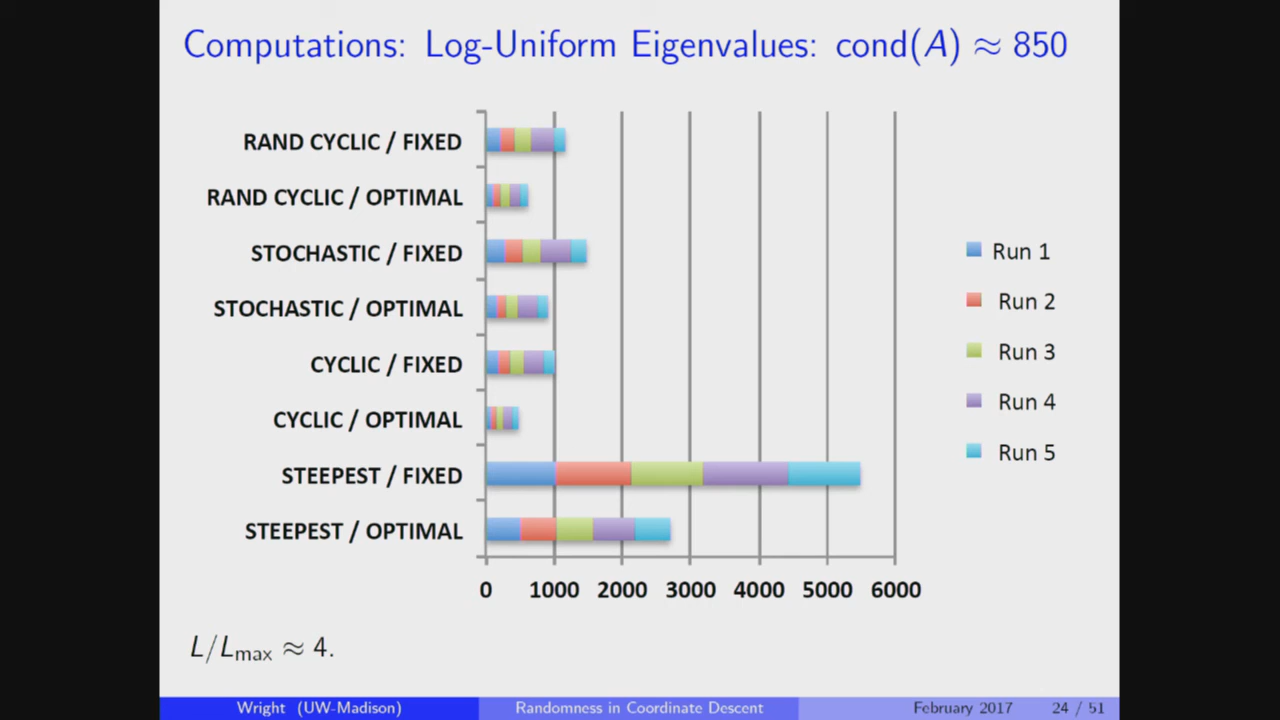 Computations: Log-Uniform Eigenvalues: cond(A) ≈ 850
RAND CYCLIC / FIXED
RAND CYCLIC / OPTIMAL
STOCHASTIC / FIXED
STOCHASTIC / OPTIMAL
CYCLIC / FIXED
CYCLIC / OPTIMAL
STEEPEST / FIXED
STEEPEST / OPTIMAL
0 1000 2000 3000 4000 5000 6000
Run 1
Run 2
Run 3
Run 4
Run 5
L/Lmax ≈ 4.
Wright (UW-Madison) Randomness in Coordinate Descent February 2017 24 / 51